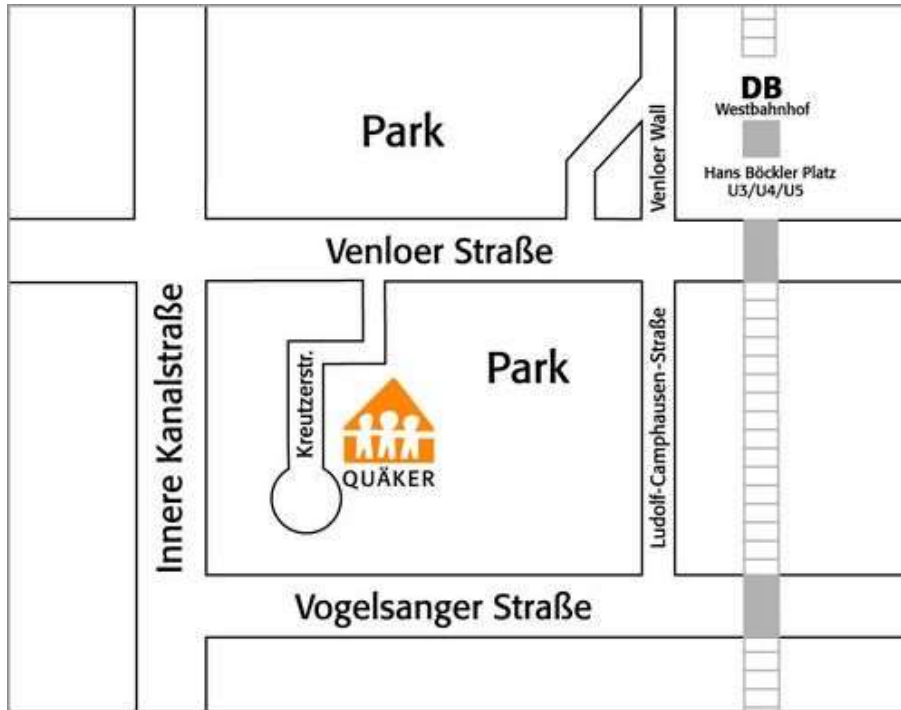 DB
Westbahnhof
Park
Venloer Wall
Hans Böckler Platz
U3/U4/U5
Venloer Straße
Innere Kanalstraße
Kreutzerstr.
Park
Ludolf-Camphausen-Straße
QUÄKER
Vogelsanger Straße